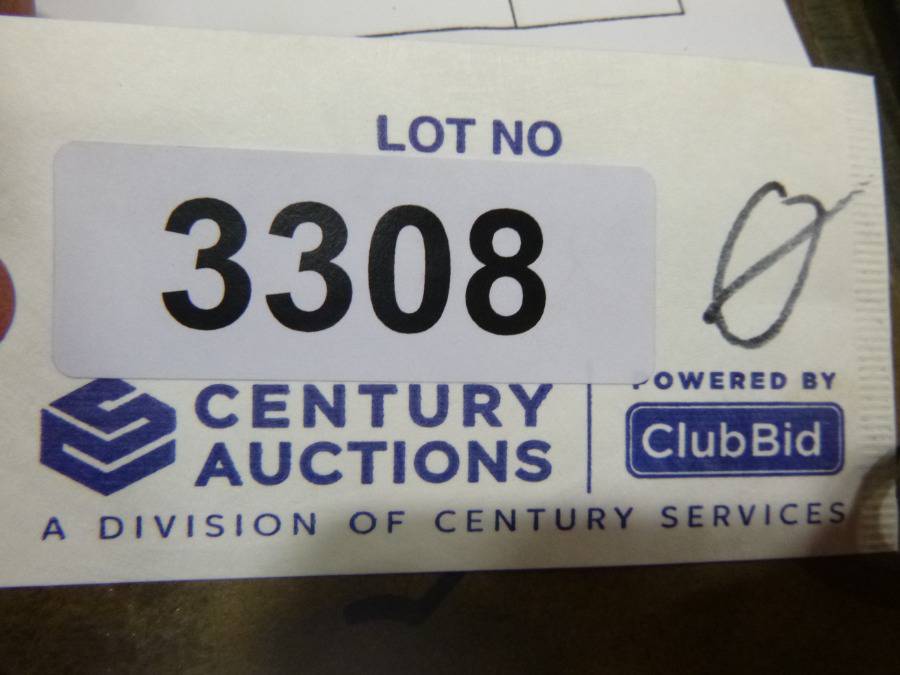 LOT NO
3308
Ø
CENTURY
AUCTIONS
POWERED BY
ClubBid
A DIVISION OF CENTURY SERVICES